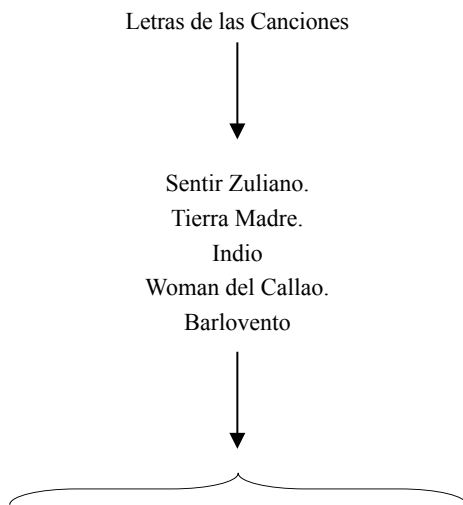 Letras de las Canciones
Sentir Zuliano.
Tierra Madre.
Indio
Woman del Callao.
Barlovento